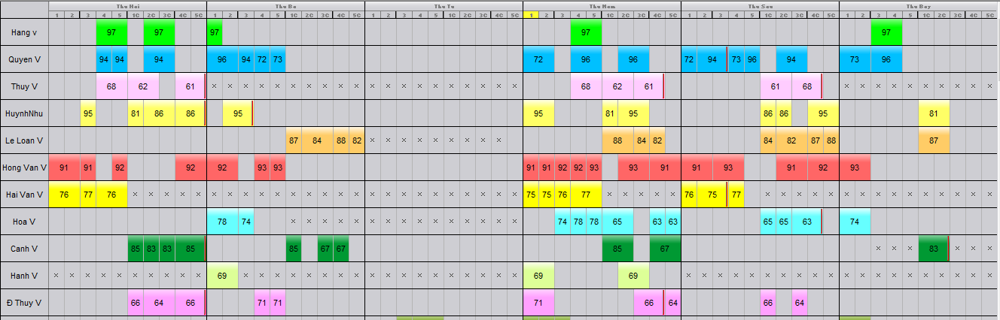 The Hai The Ba The Tu The Nam The Sau The Bay
1 2 3 4 5 1C 2C 3C 4C 5C 1 2 3 4 5 1C 2C 3C 4C 5C 1 2 3 4 5 1C 2C 3C 4C 5C 1 2 3 4 5 1C 2C 3C 4C 5C 1 2 3 4 5 1C 2C 3C 4C 5C 1 2 3 4 5 1C 2C 3C 4C 5C
Hang v 97 97 97 97 97
Quyen V 94 94 94 96 94 72 73 72 96 96 72 94 73 96 94 73 96
Thuy V 68 62 61 × × × × × × × × × × × × × × × × × × × × 68 62 61 61 68 × × × × × × × × × ×
HuynhNhu 95 81 86 86 95 95 81 95 86 86 95 81
Le Loan V 87 84 88 82 × × × × × × × × × 88 84 82 84 82 87 88 87
Hong Van V 91 91 92 92 92 93 93 91 91 92 92 93 93 91 91 93 91 92 93
Hai Van V 76 77 76 × × × × × × × × × × × × × × × × × × × × × × × × × 75 75 76 77 × × × × × 76 75 77 × × × × × × × × × × × × × × × ×
Hoa V 78 74 × × × × × × × × × × × × × × × 74 78 78 65 63 63 65 65 63 74
Canh V 85 83 83 85 85 67 67 85 67 × × × 83 × × ×
Hanh V × × × × × × × × × × 69 × × × × × × × × × × 69 69 × × × × × × × × × × × × × × × × × × × ×
Đ Thuy V 66 64 66 71 71 71 66 64 66 64